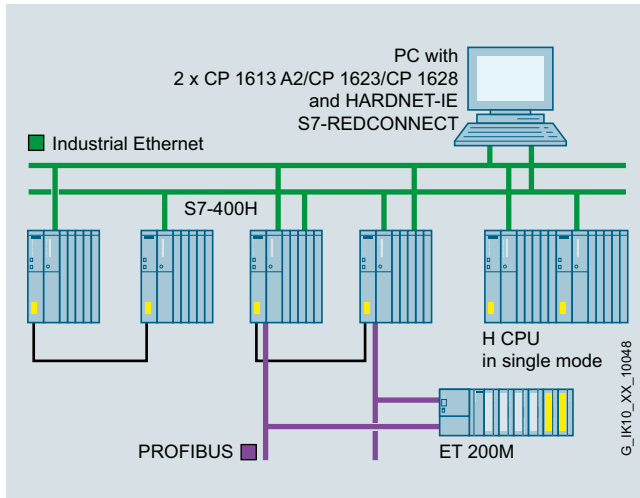 PC with
2 x CP 1613 A2/CP 1623/CP 1628
and HARDNET-IE
S7-REDCONNECT
Industrial Ethernet
S7-400H
H CPU
in single mode
PROFIBUS
ET 200M
G_IK10_XX_10048